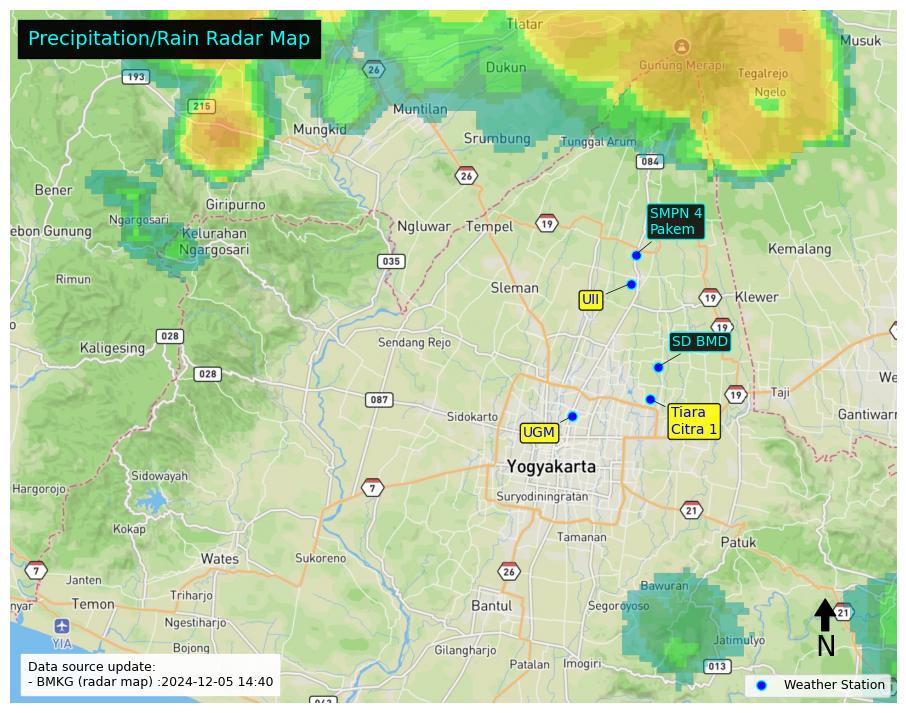 Precipitation/Rain Radar Map
Tlatar
Musuk
193
26
Dukun
Gunung Merapi
Tegalrejo
Ngelo
215
Muntilan
Mungkid
Srumbung
Tunggal Arum
084
26
Bener
Giripurno
Ngargosari
SMPN 4
Pakem
19
ebon Gunung
Kelurahan
Ngargosari
Ngluwar
Tempel
Kemalang
035
Rimun
Sleman
UII
19
Klewer
19
028
Kaligesing
Sendang Rejo
SD BMD
028
087
19
Taji
We
Sidokarto
Tiara
Citra 1
Gantiwarn
UGM
Yogyakarta
Sidowayah
Hargorojo
7
Suryodiningratan
21
Kokap
Tamanan
Patuk
Wates
Sukoreno
7
26
Janten
Bawuran
Triharjo
nyar
Temon
Bantul
Segoroyoso
21
Ngestiharjo
YIA
Jatimulyo
N
Bojong
Gilangharjo
Patalan
Imogiri
013
Data source update:
- BMKG (radar map) :2024-12-05 14:40
Weather Station